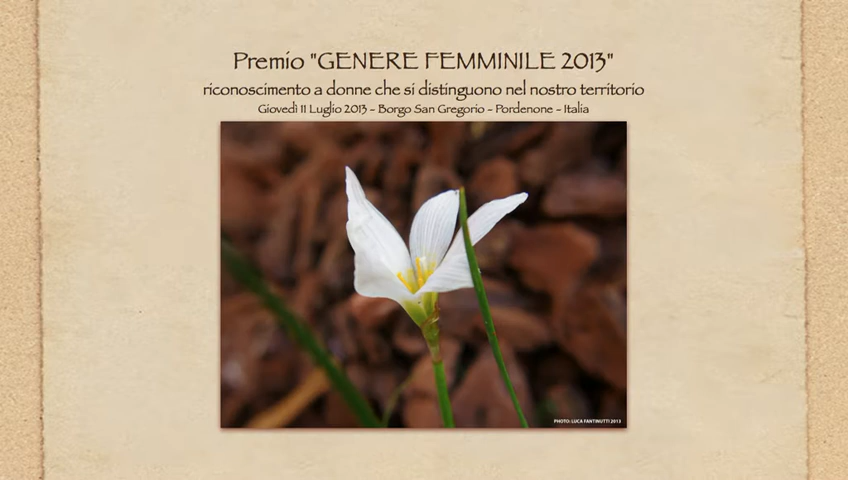 Premio "GENERE FEMMINILE 2013"
riconoscimento a donne che si distinguono nel nostro territorio
Giovedì 11 Luglio 2013 - Borgo San Gregorio - Pordenone - Italia
PHOTO: LUCA FANTINUTTI 2013